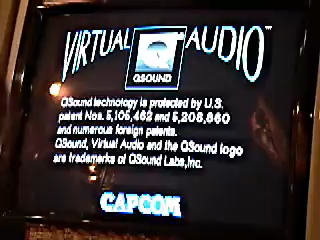 VIRTUAL AUDIO™
Q
QSOUND
QSound technology is protected by U.S.
patent Nos. 5,105,462 and 5,208,860
and numerous foreign patents.
QSound, Virtual Audio and the QSound logo
are trademarks of QSound Labs,Inc.
CAPCOM